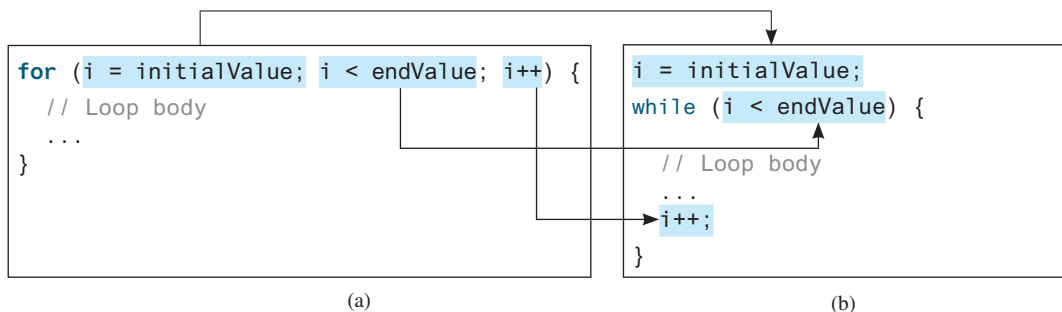 for (i = initialValue; i < endValue; i++) {
// Loop body
...
}
(a)
i = initialValue;
while (i < endValue) {
// Loop body
...
i++;
}
(b)